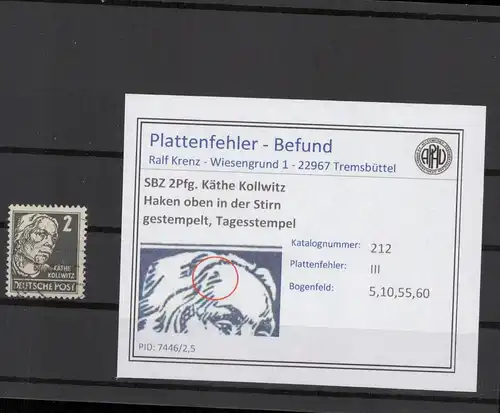 2
KÄTHE
KOLLWITZ
DEUTSCHE POST
Plattenfehler - Befund
Ralf Krenz - Wiesengrund 1 - 22967 Tremsbüttel
SBZ 2Pfg. Käthe Kollwitz
Haken oben in der Stirn
gestempelt, Tagesstempel
Katalognummer: 212
Plattenfehler: III
Bogenfeld: 5,10,55,60
PID: 7446/2,5